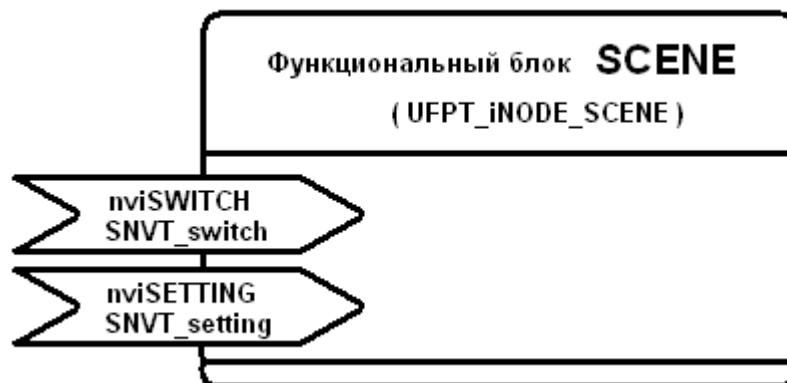 Функциональный блок SCENE
( UFPT_iNODE_SCENE )
nviSWITCH
SNVT_switch
nviSETTING
SNVT_setting